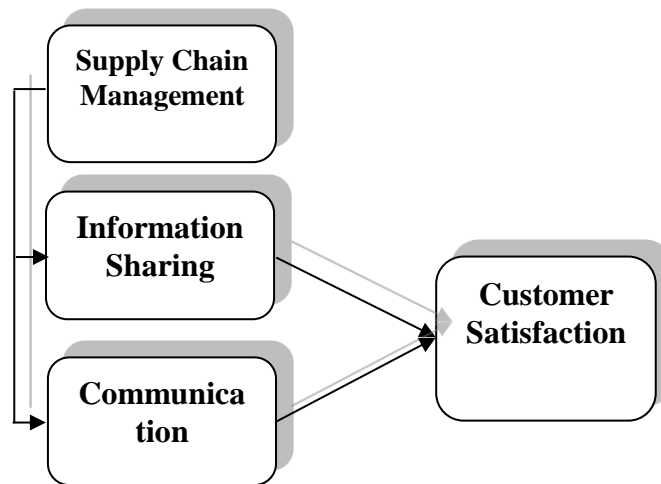 Supply Chain
Management
Information
Sharing
Customer
Satisfaction
Communica
tion